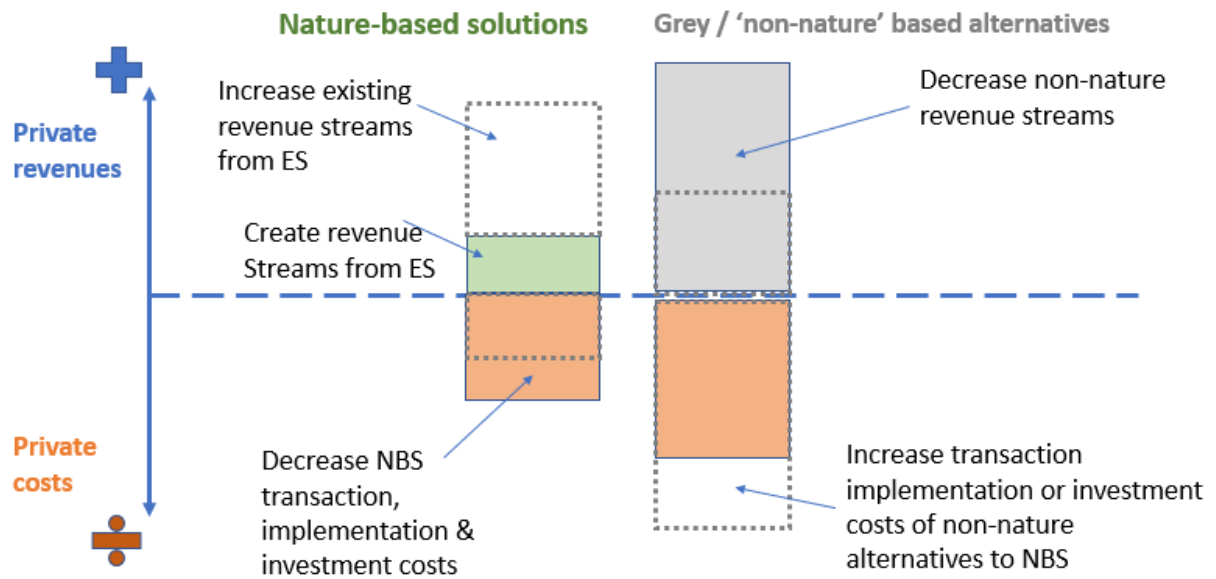 Nature-based solutions
Grey / ‘non-nature’ based alternatives
Private
revenues
Increase existing
revenue streams
from ES
Create revenue
Streams from ES
Decrease non-nature
revenue streams
Private
costs
Decrease NBS
transaction,
implementation &
investment costs
Increase transaction
implementation or investment
costs of non-nature
alternatives to NBS